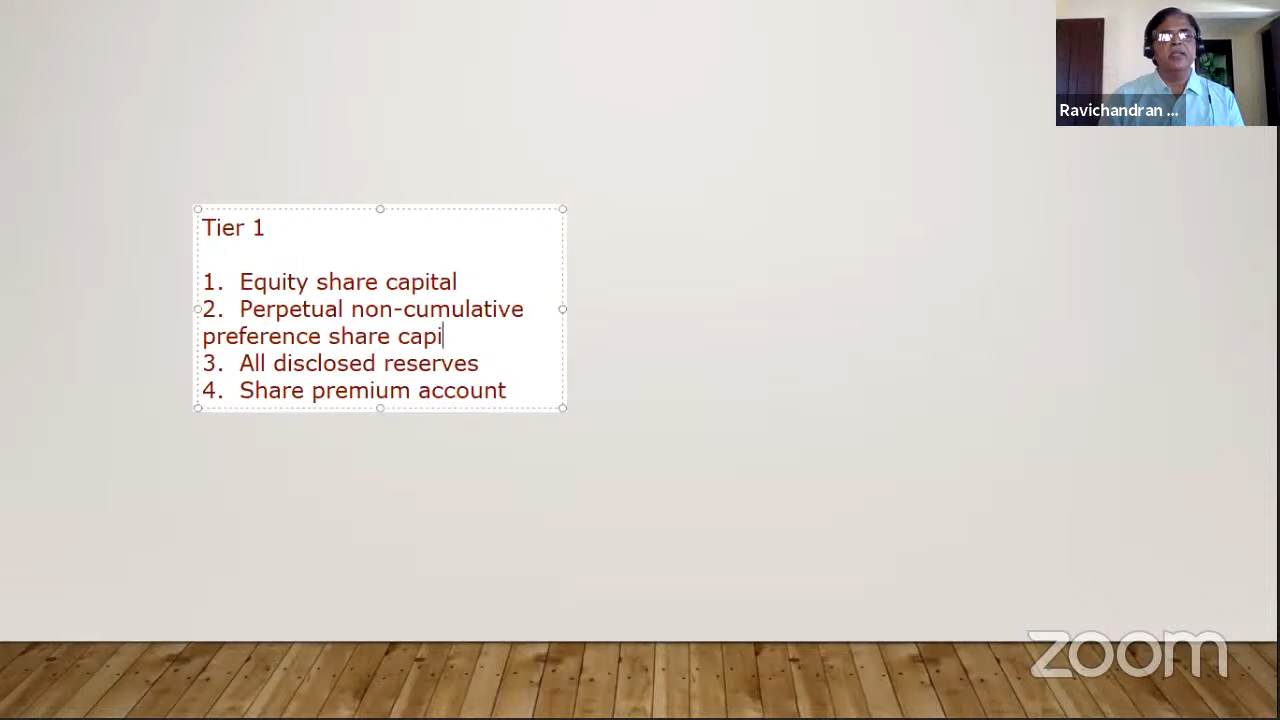 Ravichandran ...
Tier 1
1. Equity share capital
2. Perpetual non-cumulative
preference share capi
3. All disclosed reserves
4. Share premium account
zoom